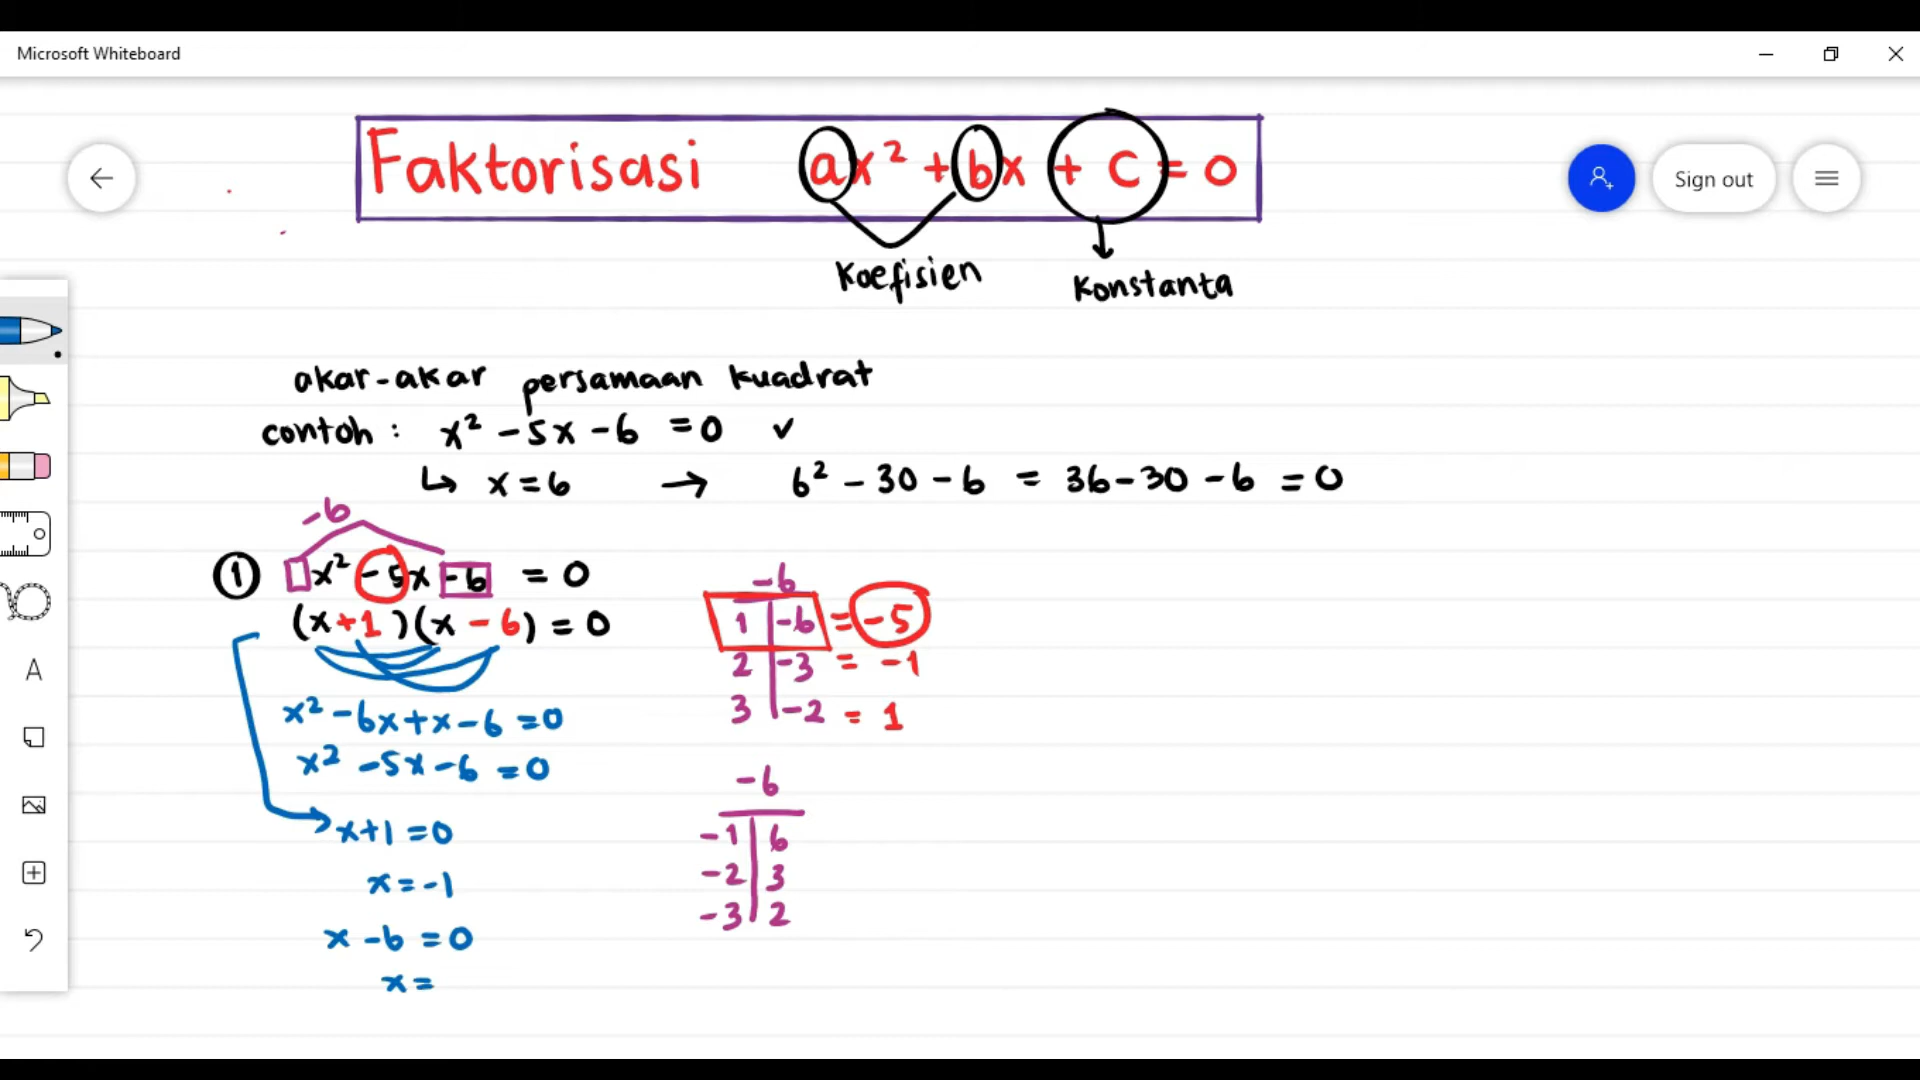 Microsoft Whiteboard
Faktorisasi ax² + bx + c = 0
Sign out
Koefisien
Konstanta
akar-akar persamaan kuadrat
contoh : x² - 5x - 6 = 0 ✓
↳ x = 6 → 6² - 30 - 6 = 36 - 30 - 6 = 0
-6
① □x² - 5x - 6 = 0
(x + 1)(x - 6) = 0
x² - 6x + x - 6 = 0
x² - 5x - 6 = 0
x + 1 = 0
x = -1
x - 6 = 0
x =
-6
1 | -6 = -5
2 | -3 = -1
3 | -2 = 1
-6
-1 | 6
-2 | 3
-3 | 2
A